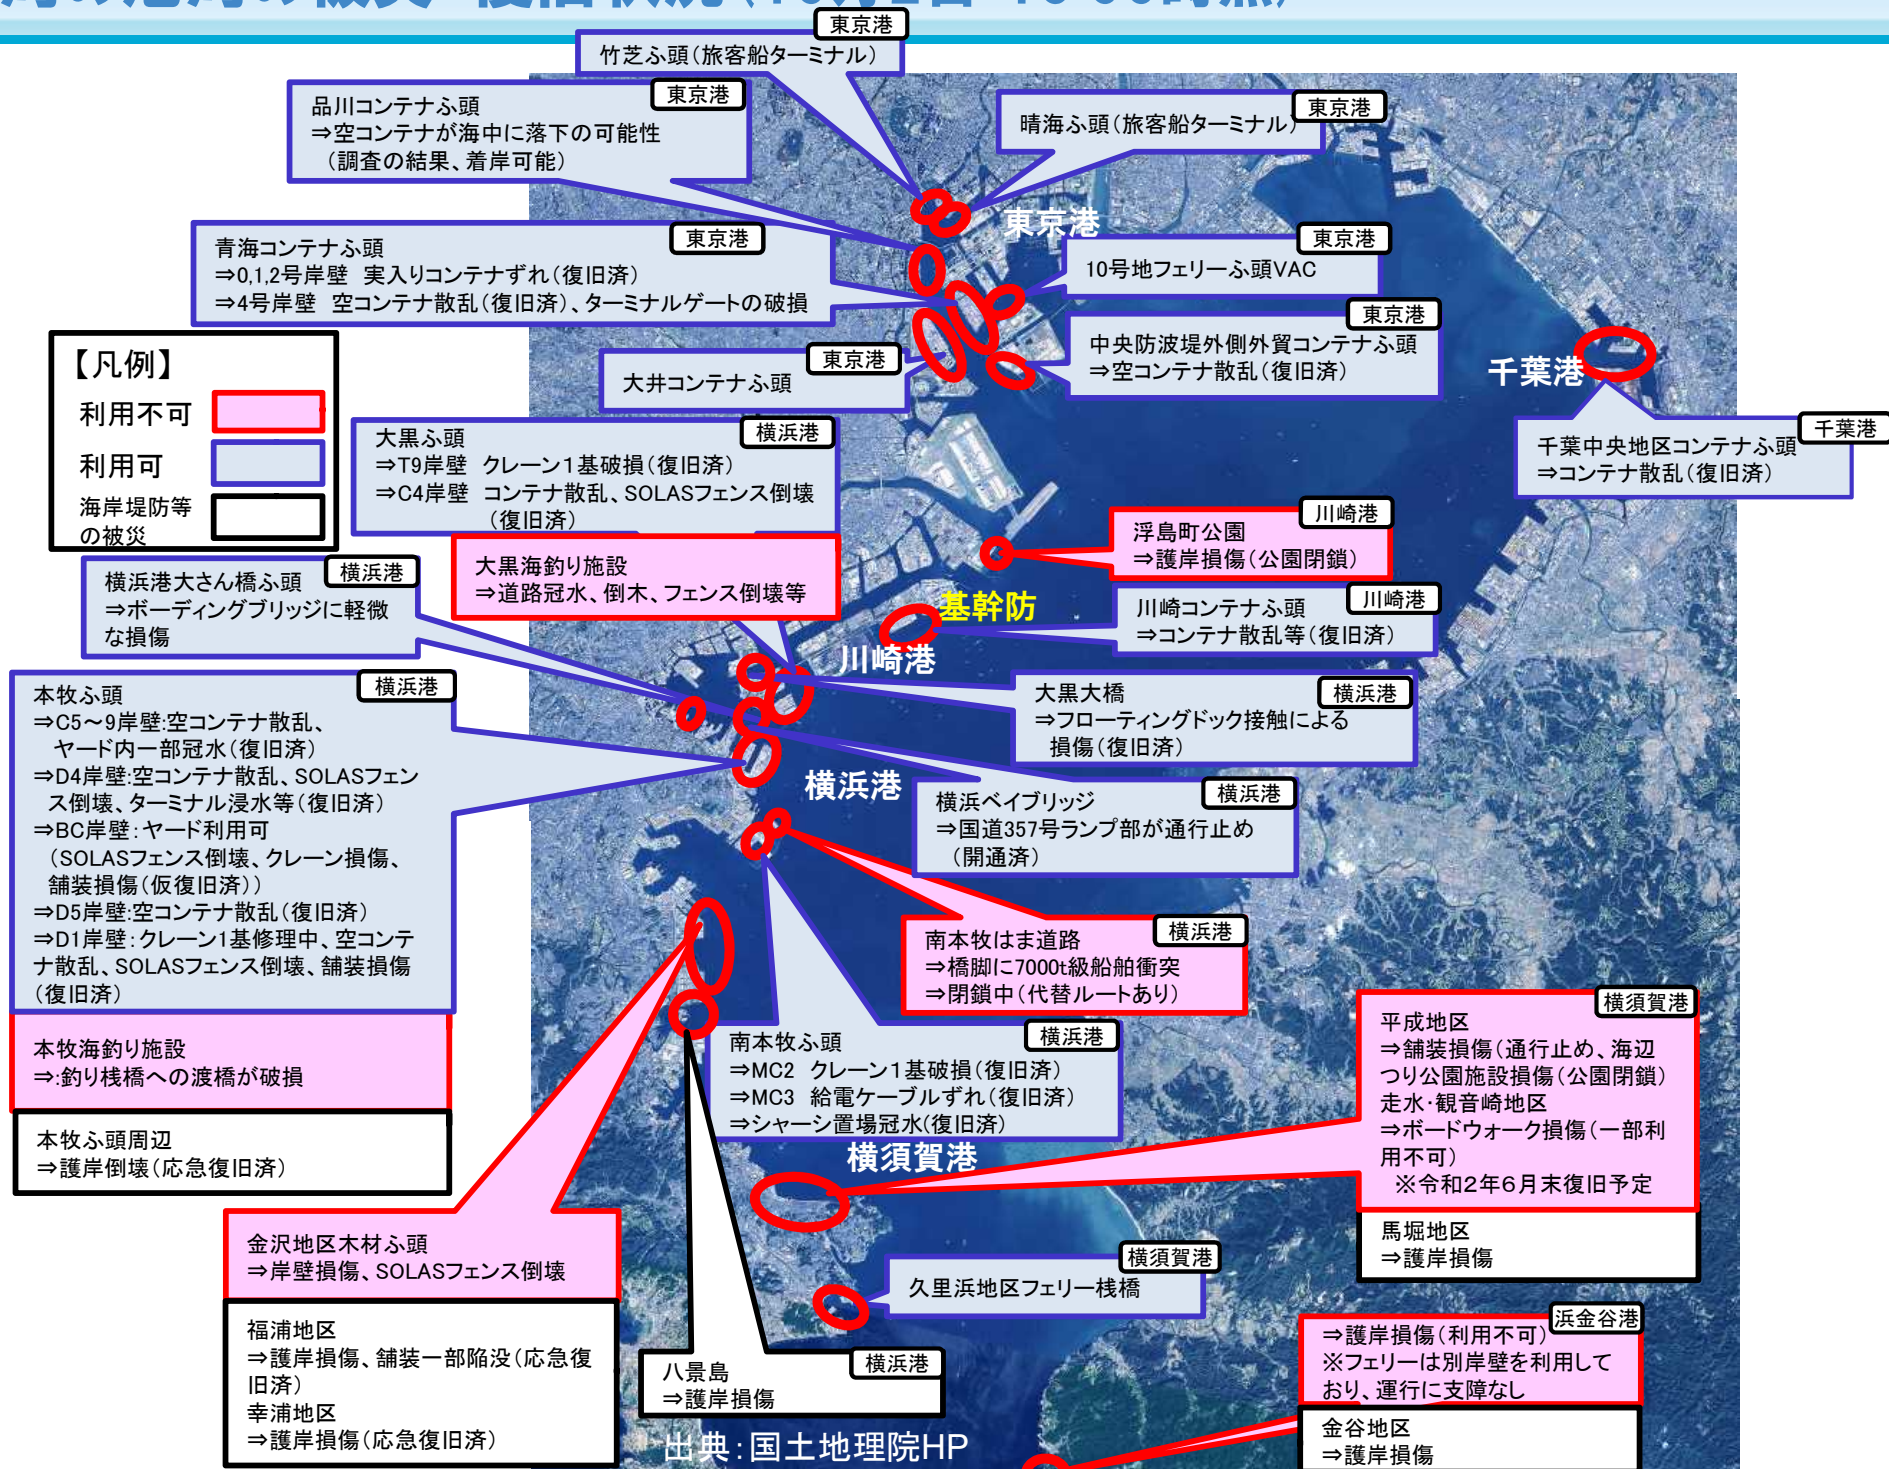 東京港
竹芝ふ頭(旅客船ターミナル)
東京港
品川コンテナふ頭
⇒空コンテナが海中に落下の可能性
(調査の結果、着岸可能)
東京港
晴海ふ頭(旅客船ターミナル)
東京港
東京港
青海コンテナふ頭
⇒0,1,2号岸壁 実入りコンテナずれ(復旧済)
⇒4号岸壁 空コンテナ散乱(復旧済)、ターミナルゲートの破損
東京港
10号地フェリーふ頭VAC
東京港
中央防波堤外側外貿コンテナふ頭
⇒空コンテナ散乱(復旧済)
東京港
大井コンテナふ頭
【凡例】
利用不可
利用可
海岸堤防等
の被災
千葉港
千葉港
千葉中央地区コンテナふ頭
⇒コンテナ散乱(復旧済)
横浜港
大黒ふ頭
⇒T9岸壁 クレーン1基破損(復旧済)
⇒C4岸壁 コンテナ散乱、SOLASフェンス倒壊
(復旧済)
大黒海釣り施設
⇒道路冠水、倒木、フェンス倒壊等
川崎港
浮島町公園
⇒護岸損傷(公園閉鎖)
横浜港
横浜港大さん橋ふ頭
⇒ボーディングブリッジに軽微
な損傷
基幹防
川崎港
川崎コンテナふ頭
⇒コンテナ散乱等(復旧済)
川崎港
横浜港
大黒大橋
⇒フローティングドック接触による
損傷(復旧済)
横浜港
本牧ふ頭
⇒C5～9岸壁:空コンテナ散乱、
ヤード内一部冠水(復旧済)
⇒D4岸壁:空コンテナ散乱、SOLASフェン
ス倒壊、ターミナル浸水等(復旧済)
⇒BC岸壁:ヤード利用可
(SOLASフェンス倒壊、クレーン損傷、
舗装損傷(仮復旧済))
⇒D5岸壁:空コンテナ散乱(復旧済)
⇒D1岸壁:クレーン1基修理中、空コンテ
ナ散乱、SOLASフェンス倒壊、舗装損傷
(復旧済)
本牧海釣り施設
⇒:釣り桟橋への渡橋が破損
本牧ふ頭周辺
⇒護岸倒壊(応急復旧済)
横浜港
横浜港
横浜ベイブリッジ
⇒国道357号ランプ部が通行止め
(開通済)
横浜港
南本牧はま道路
⇒橋脚に7000t級船舶衝突
⇒閉鎖中(代替ルートあり)
横浜港
南本牧ふ頭
⇒MC2 クレーン1基破損(復旧済)
⇒MC3 給電ケーブルずれ(復旧済)
⇒シャーシ置場冠水(復旧済)
横須賀港
横須賀港
平成地区
⇒舗装損傷(通行止め、海辺
つり公園施設損傷(公園閉鎖)
走水・観音崎地区
⇒ボードウォーク損傷(一部利
用不可)
※令和2年6月末復旧予定
馬堀地区
⇒護岸損傷
金沢地区木材ふ頭
⇒岸壁損傷、SOLASフェンス倒壊
福浦地区
⇒護岸損傷、舗装一部陥没(応急復
旧済)
幸浦地区
⇒護岸損傷(応急復旧済)
横須賀港
久里浜地区フェリー桟橋
横浜港
八景島
⇒護岸損傷
浜金谷港
⇒護岸損傷(利用不可)
※フェリーは別岸壁を利用して
おり、運行に支障なし
金谷地区
⇒護岸損傷
出典:国土地理院HP